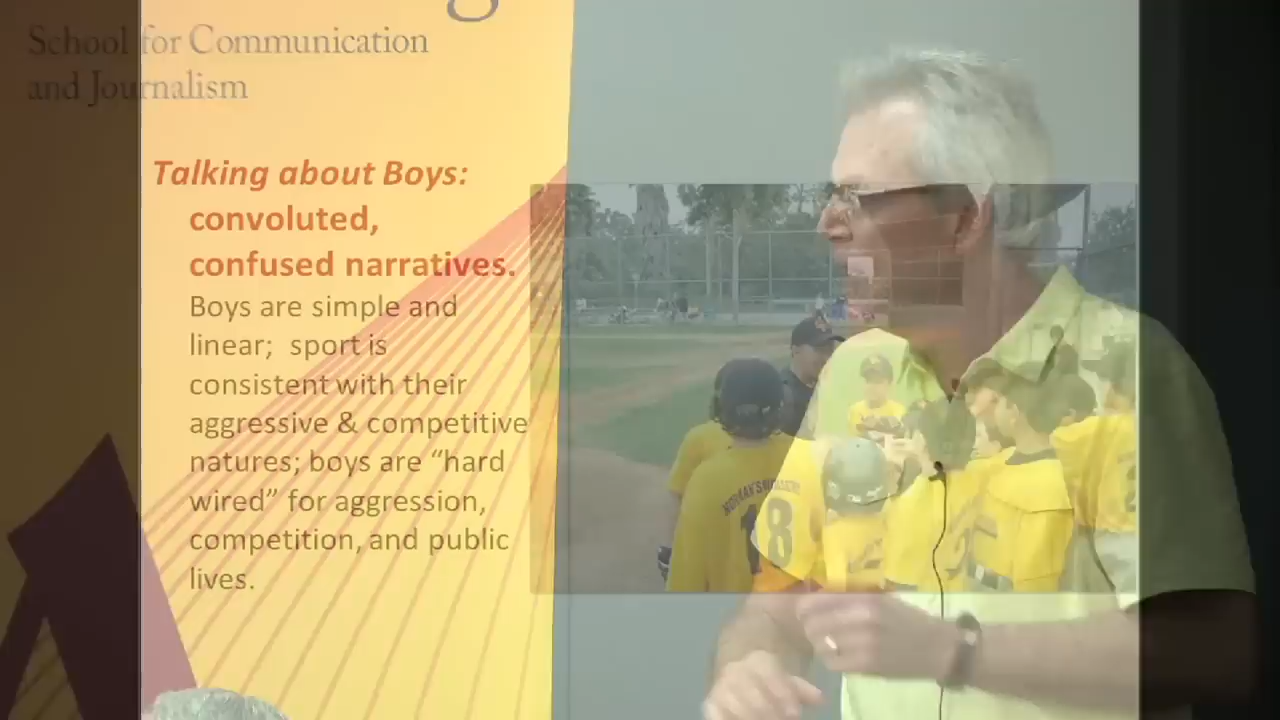 School for Communication
and Journalism
Talking about Boys:
convoluted,
confused narratives.
Boys are simple and
linear; sport is
consistent with their
aggressive & competitive
natures; boys are “hard
wired” for aggression,
competition, and public
lives.
18